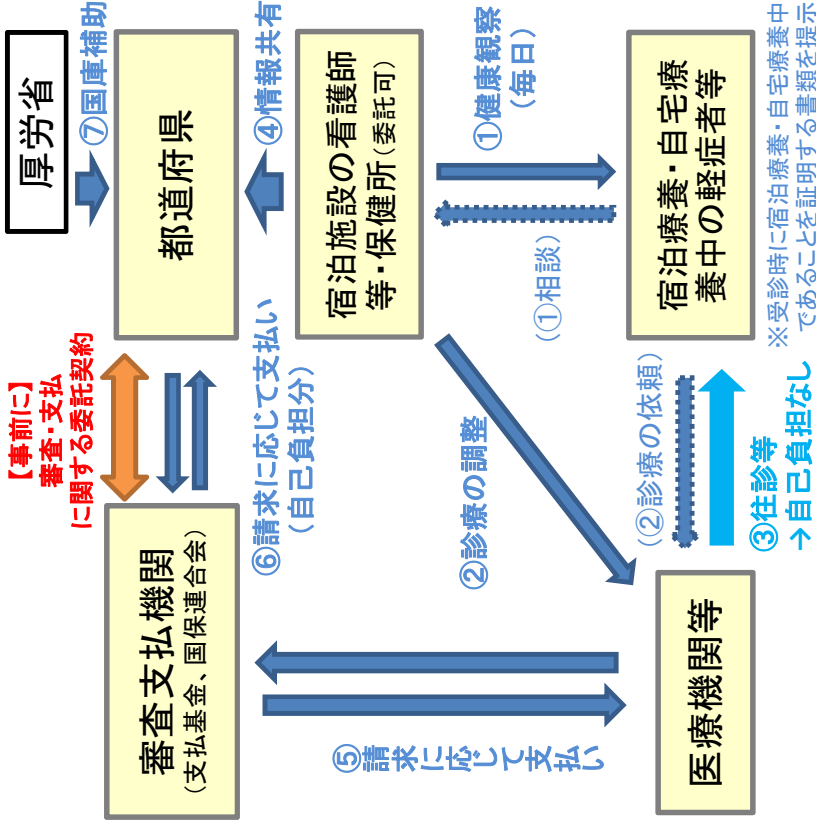 【事前に】
審査・支払
に関する委託契約
厚労省
⑦国庫補助
審査支払機関
(支払基金、国保連合会)
都道府県
⑥請求に応じて支払い
(自己負担分)
④情報共有
宿泊施設の看護師
等・保健所(委託可)
⑤請求に応じて支払い
②診療の調整
(①相談)
①健康観察
(毎日)
医療機関等
(②診療の依頼)
③往診等
→自己負担なし
宿泊療養・自宅療
養中の軽症者等
※受診時に宿泊療養・自宅療養中
であることを証明する書類を提示